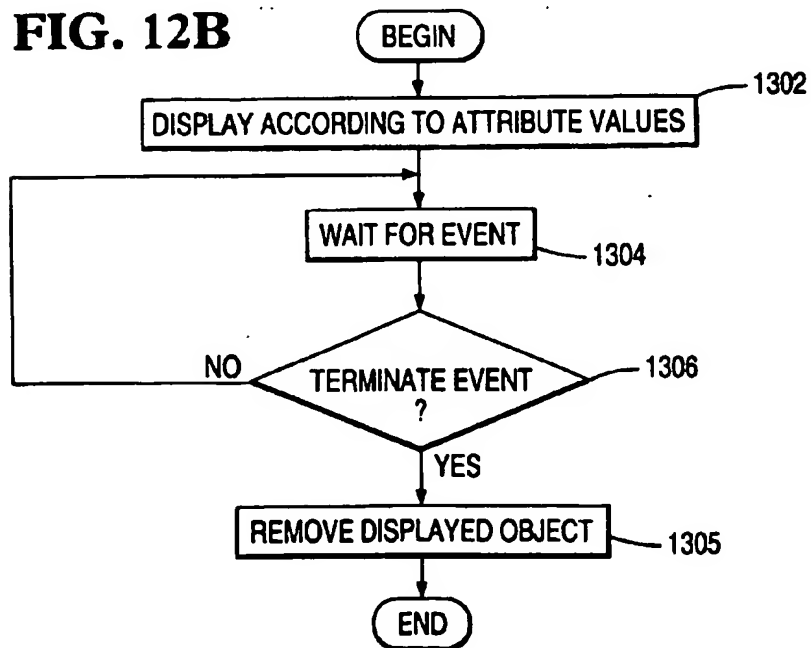 FIG. 12B
BEGIN
1302
DISPLAY ACCORDING TO ATTRIBUTE VALUES
WAIT FOR EVENT
1304
NO
TERMINATE EVENT
?
1306
YES
REMOVE DISPLAYED OBJECT
1305
END